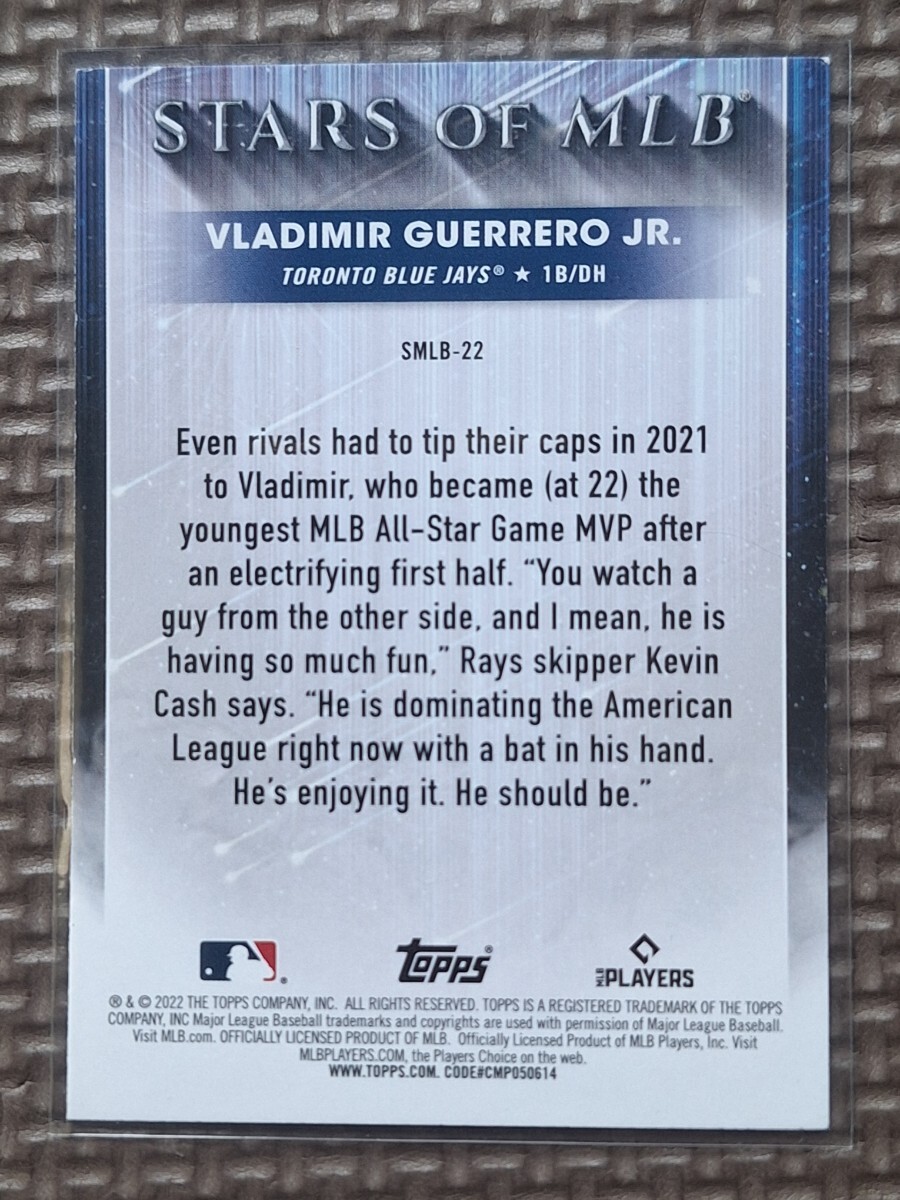 STARS OF MLB®
VLADIMIR GUERRERO JR.
TORONTO BLUE JAYS® ★ 1B/DH
SMLB-22
Even rivals had to tip their caps in 2021
to Vladimir, who became (at 22) the
youngest MLB All-Star Game MVP after
an electrifying first half. “You watch a
guy from the other side, and I mean, he is
having so much fun,” Rays skipper Kevin
Cash says. “He is dominating the American
League right now with a bat in his hand.
He’s enjoying it. He should be.”
® topps® MLB PLAYERS
® & © 2022 THE TOPPS COMPANY, INC. ALL RIGHTS RESERVED. TOPPS IS A REGISTERED TRADEMARK OF THE TOPPS
COMPANY, INC Major League Baseball trademarks and copyrights are used with permission of Major League Baseball.
Visit MLB.com. OFFICIALLY LICENSED PRODUCT OF MLB. Officially Licensed Product of MLB Players, Inc. Visit
MLBPLAYERS.COM, the Players Choice on the web.
WWW.TOPPS.COM. CODE#CMP050614